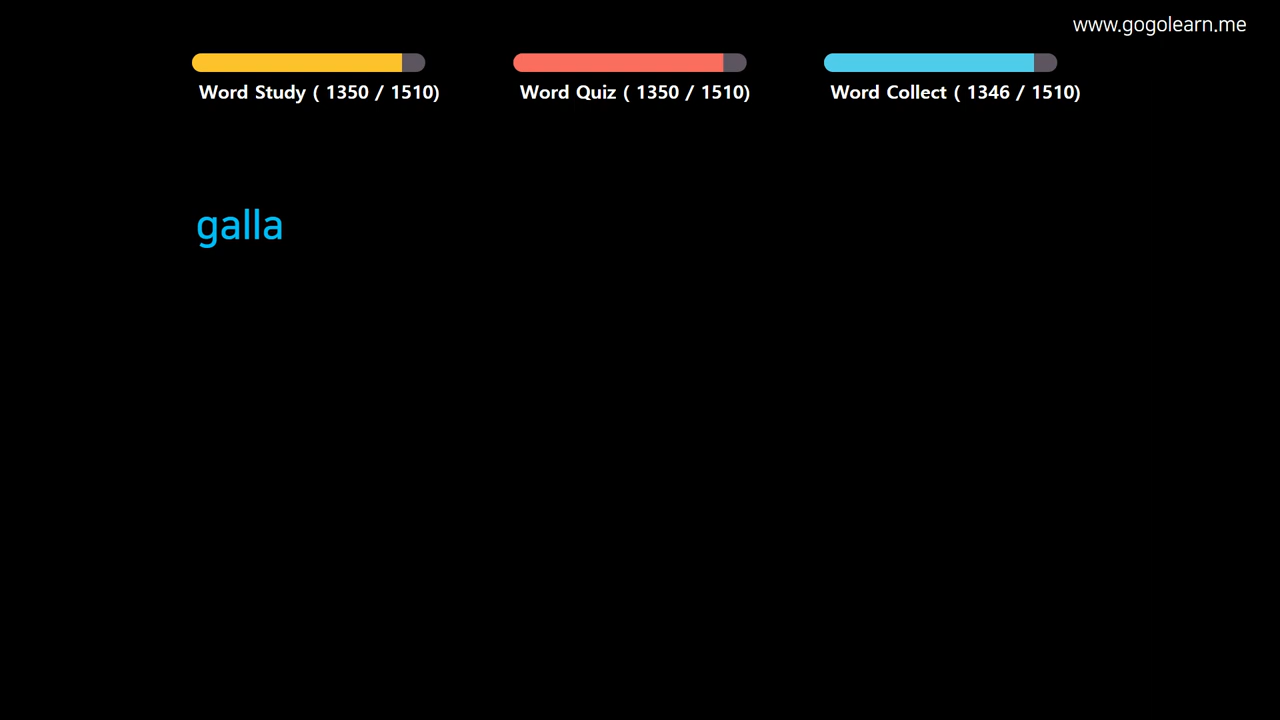 www.gogolearn.me
Word Study ( 1350 / 1510)
Word Quiz ( 1350 / 1510)
Word Collect ( 1346 / 1510)
galla